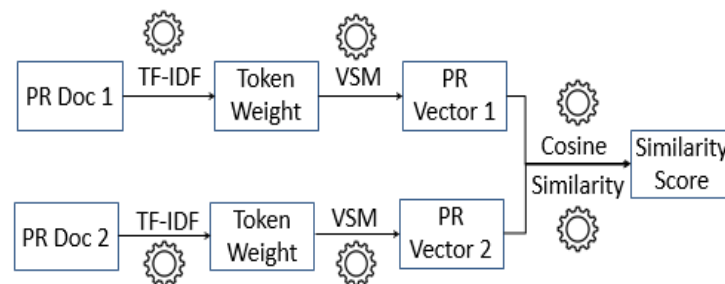 PR Doc 1
TF-IDF
Token
Weight
VSM
PR
Vector 1
Cosine
Similarity
Similarity
Score
PR Doc 2
TF-IDF
Token
Weight
VSM
PR
Vector 2